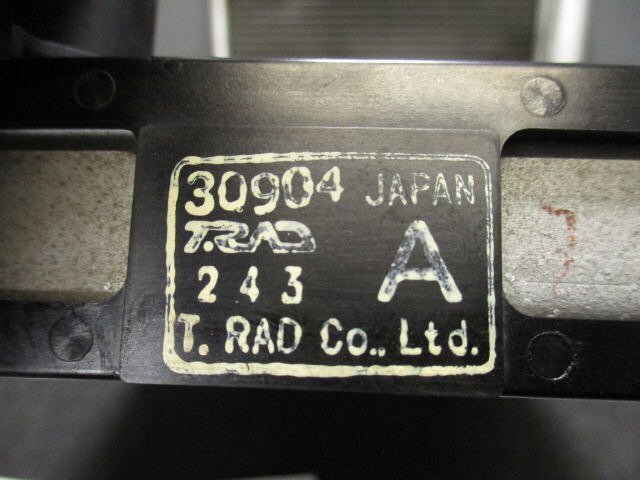 30904 JAPAN
T.RAD
243 A
T. RAD Co., Ltd.